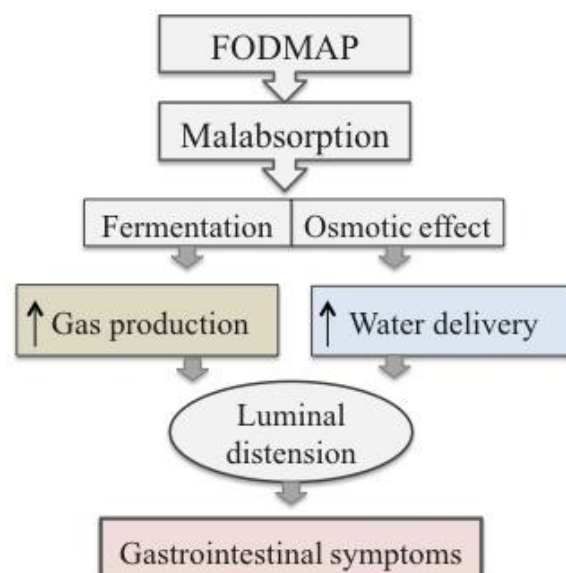 FODMAP
Malabsorption
Fermentation
Osmotic effect
↑ Gas production
↑ Water delivery
Luminal
distension
Gastrointestinal symptoms